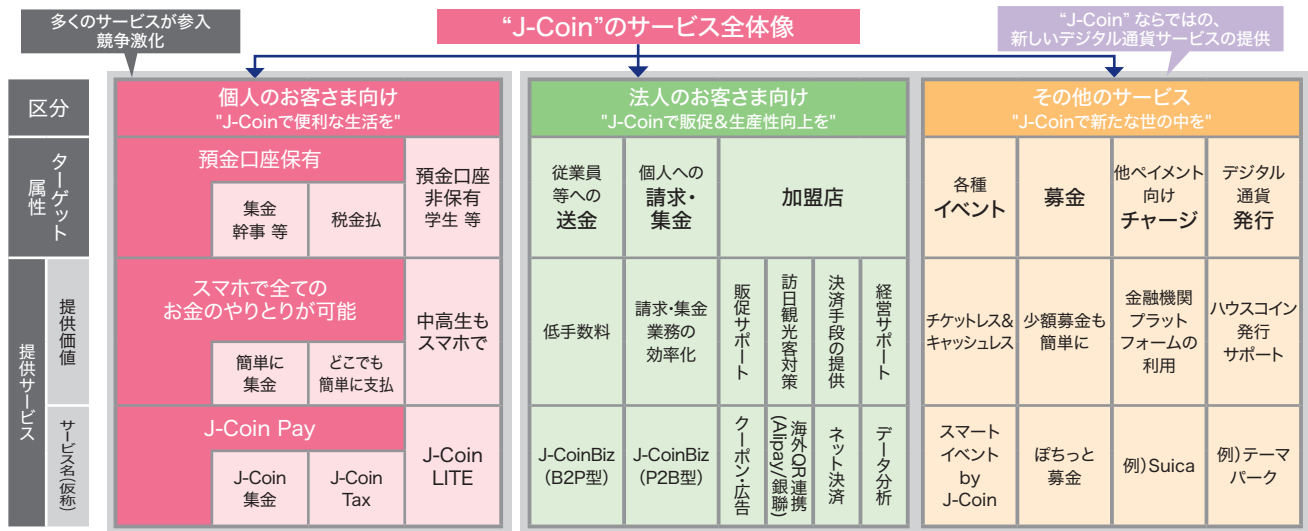 多くのサービスが参入
競争激化
“J-Coin”のサービス全体像
“J-Coin” ならではの、
新しいデジタル通貨サービスの提供
区分
個人のお客さま向け
"J-Coinで便利な生活を"
法人のお客さま向け
"J-Coinで販促&生産性向上を"
その他のサービス
"J-Coinで新たな世の中を"
ターゲット
属性
預金口座保有
集金
幹事 等
税金払
預金口座
非保有
学生 等
従業員
等への
送金
個人への
請求・
集金
加盟店
各種
イベント
募金
他ペイメント
向け
チャージ
デジタル
通貨
発行
提供サービス
提供価値
スマホで全ての
お金のやりとりが可能
簡単に
集金
どこでも
簡単に支払
中高生も
スマホで
低手数料
請求・集金
業務の
効率化
販促サポート
訪日観光客対策
決済手段の提供
経営サポート
チケットレス&
キャッシュレス
少額募金も
簡単に
金融機関
プラット
フォームの
利用
ハウスコイン
発行
サポート
サービス名(仮称)
J-Coin Pay
J-Coin
集金
J-Coin
Tax
J-Coin
LITE
J-CoinBiz
(B2P型)
J-CoinBiz
(P2B型)
クーポン・広告
海外QR連携
(Alipay/銀聯)
ネット決済
データ分析
スマート
イベント
by
J-Coin
ぽちっと
募金
例)Suica
例)テーマ
パーク